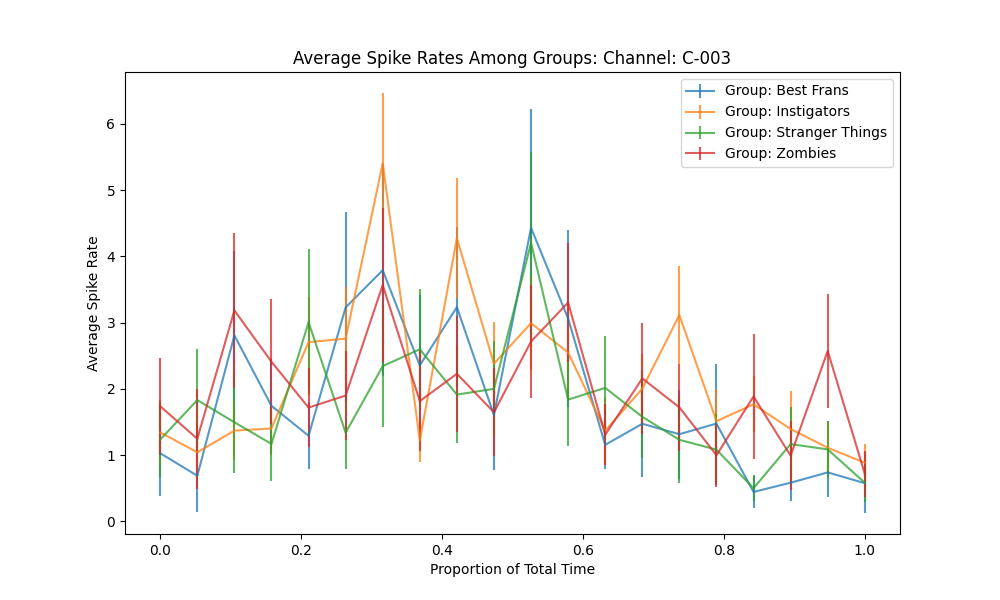 Average Spike Rates Among Groups: Channel: C-003
Group: Best Frans
Group: Instigators
Group: Stranger Things
Group: Zombies
Average Spike Rate
6
5
4
3
2
1
0
0.0 0.2 0.4 0.6 0.8 1.0
Proportion of Total Time